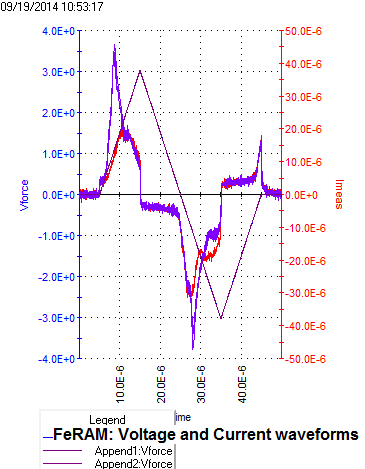 09/19/2014 10:53:17
4.0E+0
3.0E+0
2.0E+0
1.0E+0
0.0E+0
-1.0E+0
-2.0E+0
-3.0E+0
-4.0E+0
Vforce
50.0E-6
40.0E-6
30.0E-6
20.0E-6
10.0E-6
0.0E+0
-10.0E-6
-20.0E-6
-30.0E-6
-40.0E-6
-50.0E-6
Imeas
10.0E-6
20.0E-6
30.0E-6
40.0E-6
ime
Legend
FeRAM: Voltage and Current waveforms
Append1:Vforce
Append2:Vforce